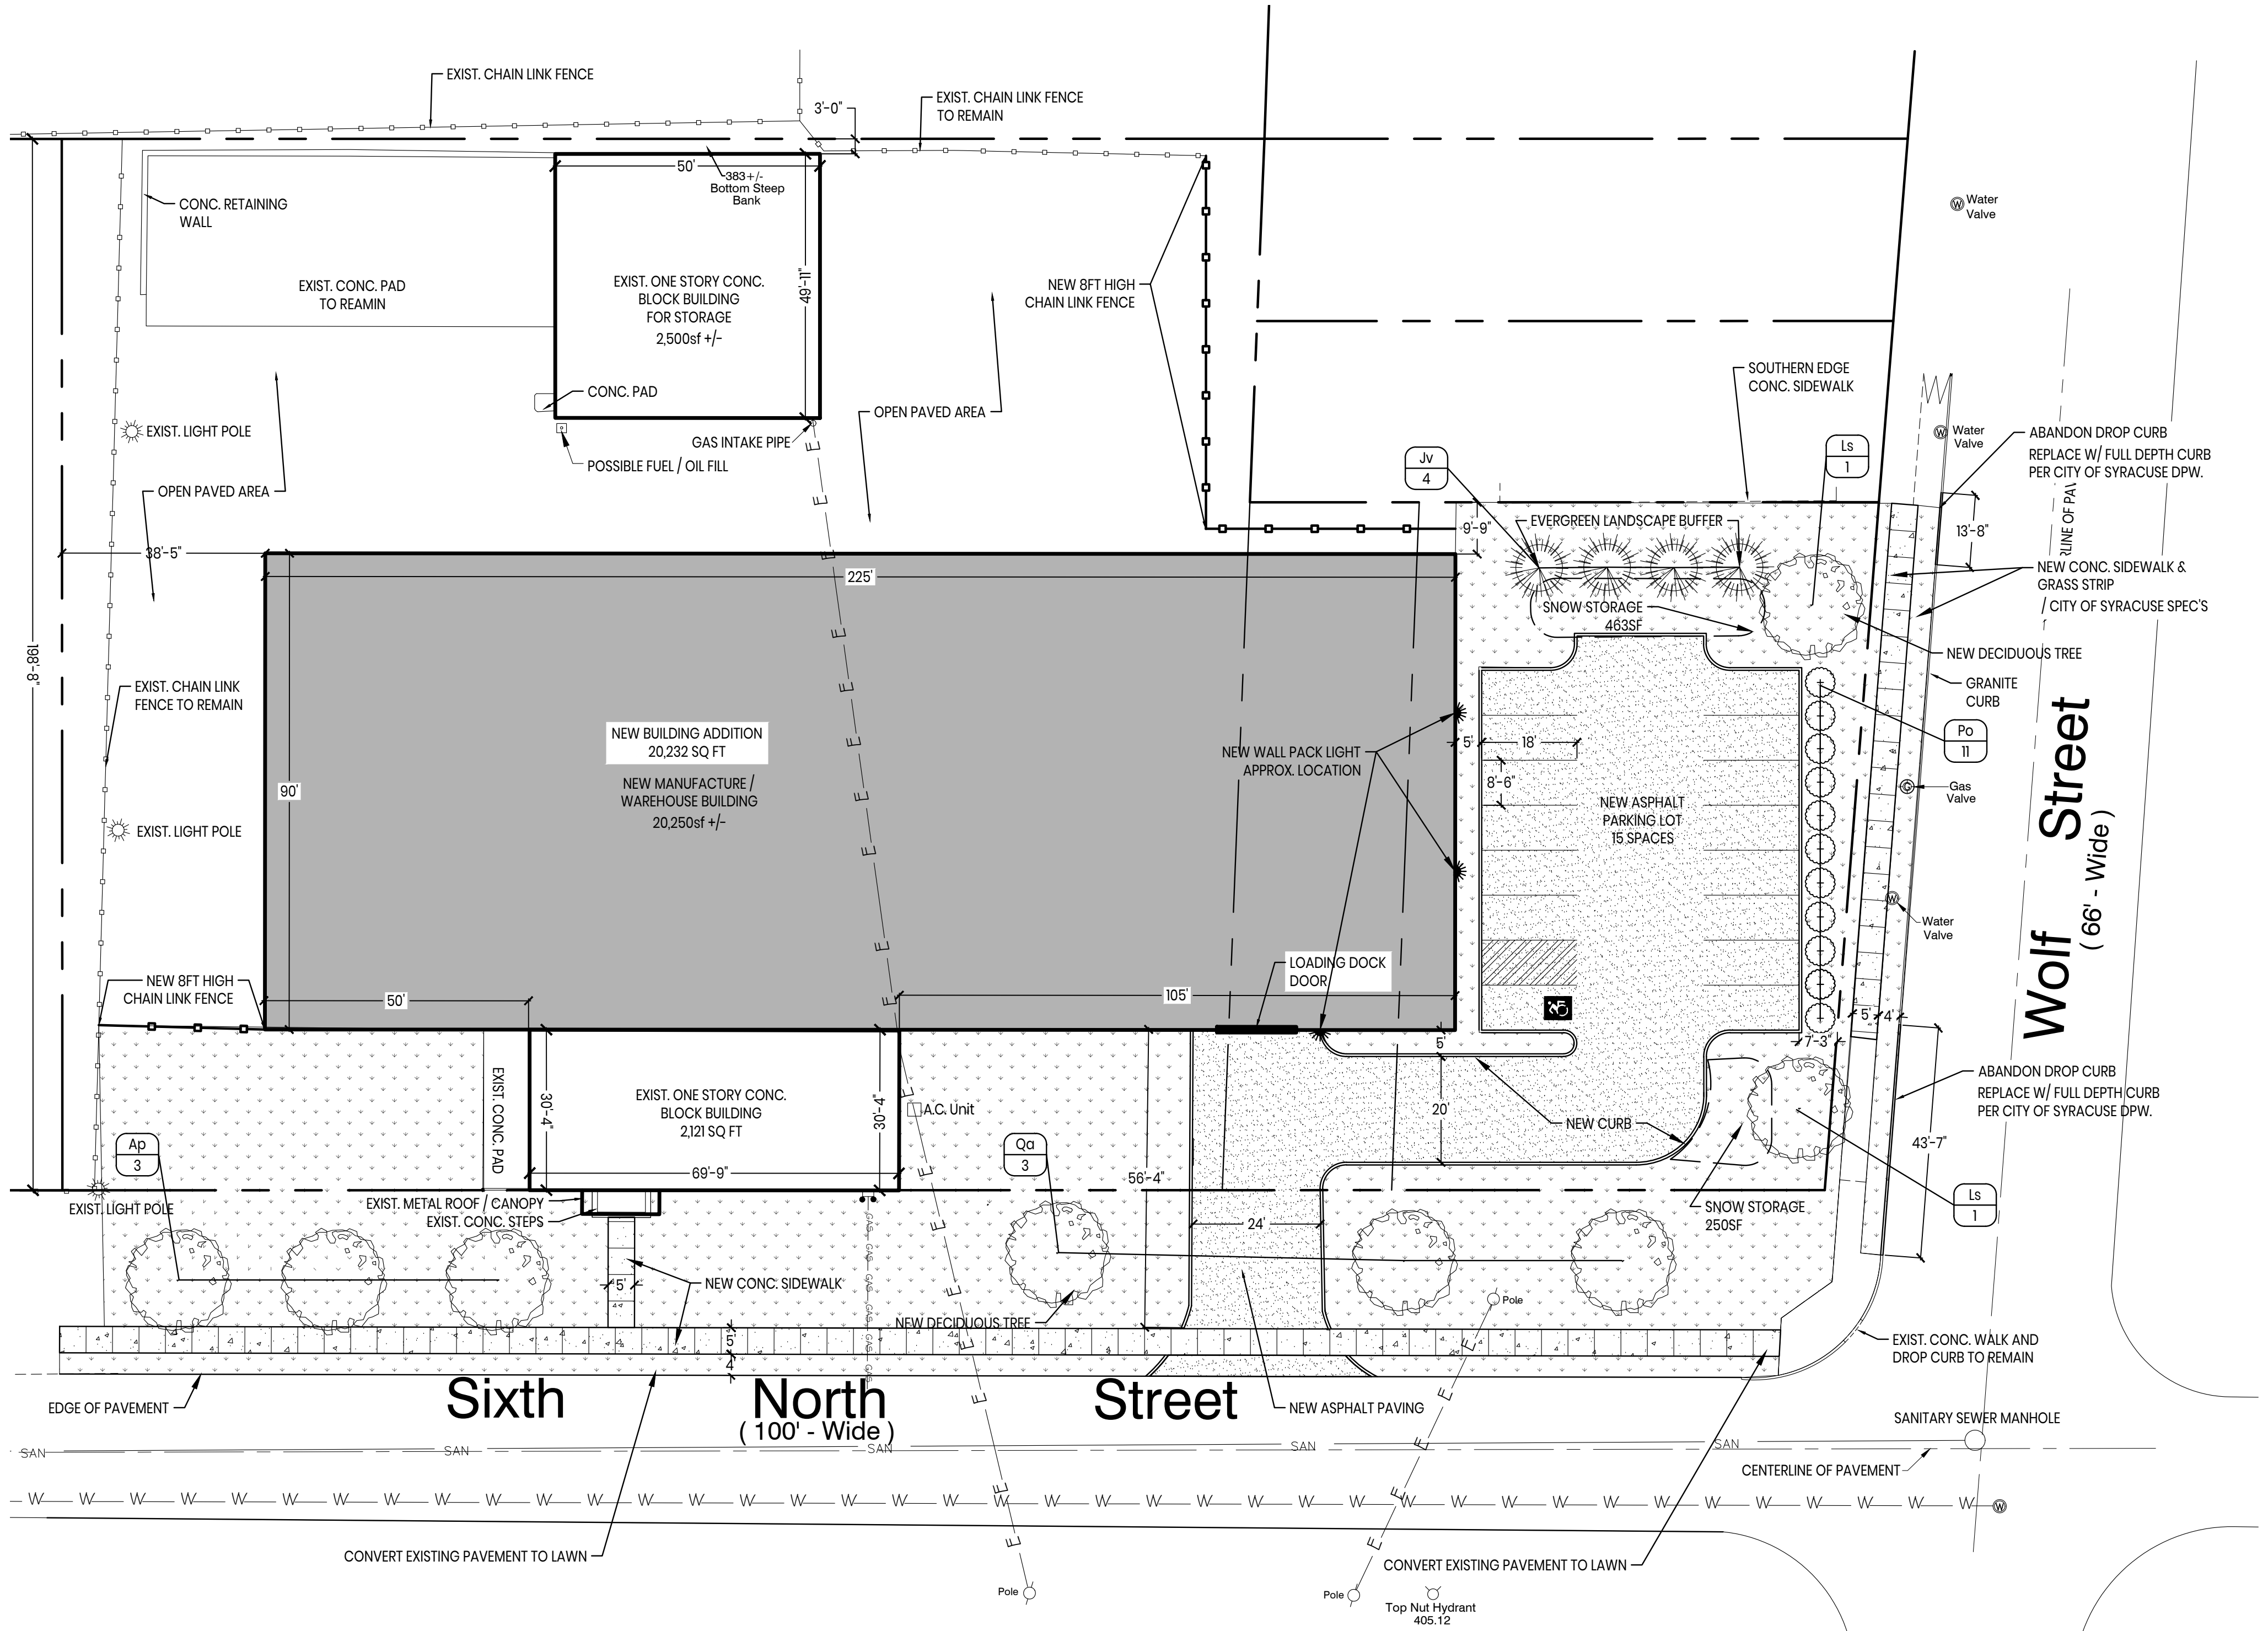 EXIST. CHAIN LINK FENCE
3'-0"
EXIST. CHAIN LINK FENCE
TO REMAIN
50'
383+/-
Bottom Steep
Bank
CONC. RETAINING
WALL
Water
Valve
EXIST. CONC. PAD
TO REAMIN
EXIST. ONE STORY CONC.
BLOCK BUILDING
FOR STORAGE
2,500sf +/-
49'-11"
NEW 8FT HIGH
CHAIN LINK FENCE
SOUTHERN EDGE
CONC. SIDEWALK
CONC. PAD
OPEN PAVED AREA
EXIST. LIGHT POLE
GAS INTAKE PIPE
POSSIBLE FUEL / OIL FILL
OPEN PAVED AREA
Jv
4
Ls
1
Water
Valve
ABANDON DROP CURB
REPLACE W/ FULL DEPTH CURB
PER CITY OF SYRACUSE DPW.
RLINE OF PAV
13'-8"
9'-9"
EVERGREEN LANDSCAPE BUFFER
38'-5"
225'
NEW CONC. SIDEWALK &
GRASS STRIP
/ CITY OF SYRACUSE SPEC'S
SNOW STORAGE
463SF
198'-8"
NEW DECIDUOUS TREE
GRANITE
CURB
EXIST. CHAIN LINK
FENCE TO REMAIN
NEW BUILDING ADDITION
20,232 SQ FT
NEW MANUFACTURE /
WAREHOUSE BUILDING
20,250sf +/-
NEW WALL PACK LIGHT
APPROX. LOCATION
5'
18'
8'-6"
Po
11
90'
NEW ASPHALT
PARKING LOT
15 SPACES
Gas
Valve
G
Wolf Street
( 66' - Wide )
EXIST. LIGHT POLE
Water
Valve
LOADING DOCK
DOOR
NEW 8FT HIGH
CHAIN LINK FENCE
50'
105'
5'
4'
7'-3"
5'
EXIST. CONC. PAD
30'-4"
EXIST. ONE STORY CONC.
BLOCK BUILDING
2,121 SQ FT
30'-4"
A.C. Unit
20'
NEW CURB
ABANDON DROP CURB
REPLACE W/ FULL DEPTH CURB
PER CITY OF SYRACUSE DPW.
43'-7"
Ap
3
Qa
3
69'-9"
56'-4"
Ls
1
EXIST. METAL ROOF / CANOPY
EXIST. CONC. STEPS
EXIST. LIGHT POLE
SNOW STORAGE
250SF
24'
5'
NEW CONC. SIDEWALK
Pole
NEW DECIDUOUS TREE
5'
4'
EXIST. CONC. WALK AND
DROP CURB TO REMAIN
Sixth North Street
( 100' - Wide )
EDGE OF PAVEMENT
NEW ASPHALT PAVING
SANITARY SEWER MANHOLE
SAN SAN SAN SAN SAN
CENTERLINE OF PAVEMENT
W W W W W W W W W W W W W W W W W W W W W W W W W W W W W W W W W W W W W W W W
CONVERT EXISTING PAVEMENT TO LAWN
CONVERT EXISTING PAVEMENT TO LAWN
Pole
Pole
Top Nut Hydrant
405.12